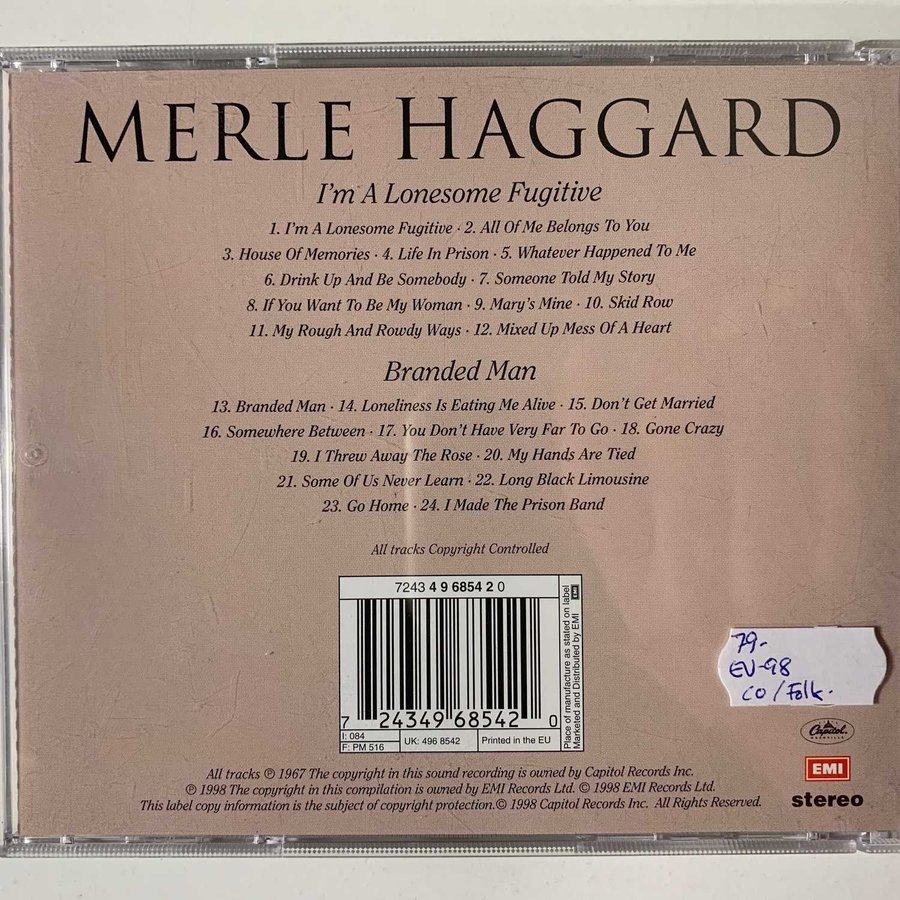 MERLE HAGGARD
I'm A Lonesome Fugitive
1. I'm A Lonesome Fugitive · 2. All Of Me Belongs To You
3. House Of Memories · 4. Life In Prison · 5. Whatever Happened To Me
6. Drink Up And Be Somebody · 7. Someone Told My Story
8. If You Want To Be My Woman · 9. Mary's Mine · 10. Skid Row
11. My Rough And Rowdy Ways · 12. Mixed Up Mess Of A Heart
Branded Man
13. Branded Man · 14. Loneliness Is Eating Me Alive · 15. Don't Get Married
16. Somewhere Between · 17. You Don't Have Very Far To Go · 18. Gone Crazy
19. I Threw Away The Rose · 20. My Hands Are Tied
21. Some Of Us Never Learn · 22. Long Black Limousine
23. Go Home · 24. I Made The Prison Band
All tracks Copyright Controlled
7243 4 9 6854 2 0
7 24349 68542 0
I: 084
F: PM 516
UK: 496 8542
Printed in the EU
Place of manufacture as stated on label
Marketed and Distributed by EMI
EMI
79-
EU-98
CO / Folk.
Capitol
NASHVILLE
EMI
stereo
All tracks ℗ 1967 The copyright in this sound recording is owned by Capitol Records Inc.
℗ 1998 The copyright in this compilation is owned by EMI Records Ltd. © 1998 EMI Records Ltd.
This label copy information is the subject of copyright protection. © 1998 Capitol Records Inc. All Rights Reserved.